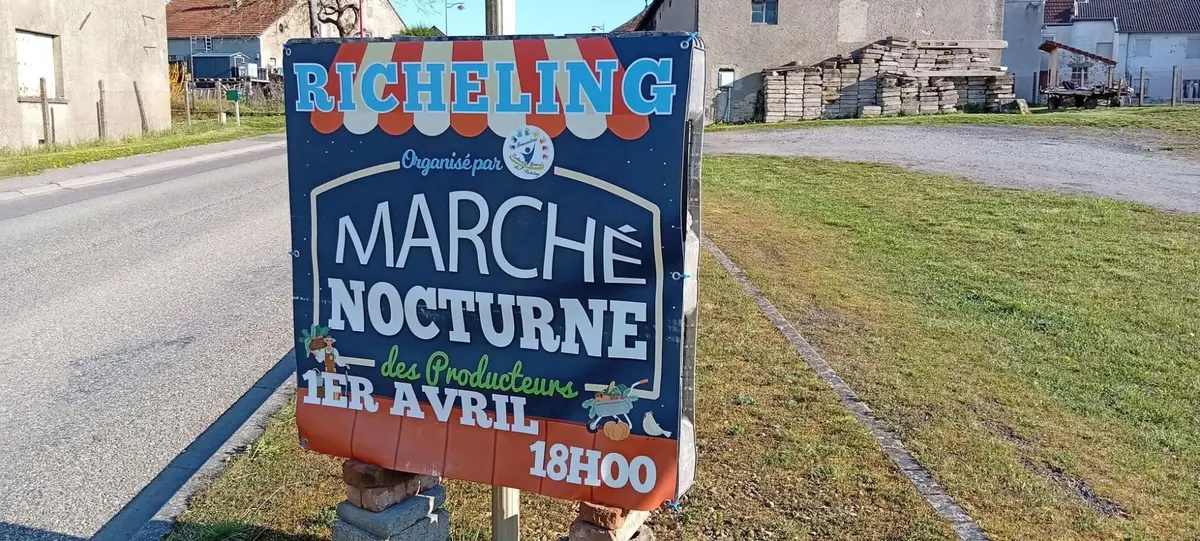 RICHELING
Organisé par
MARCHÉ
NOCTURNE
des Producteurs
1ER AVRIL
18H00